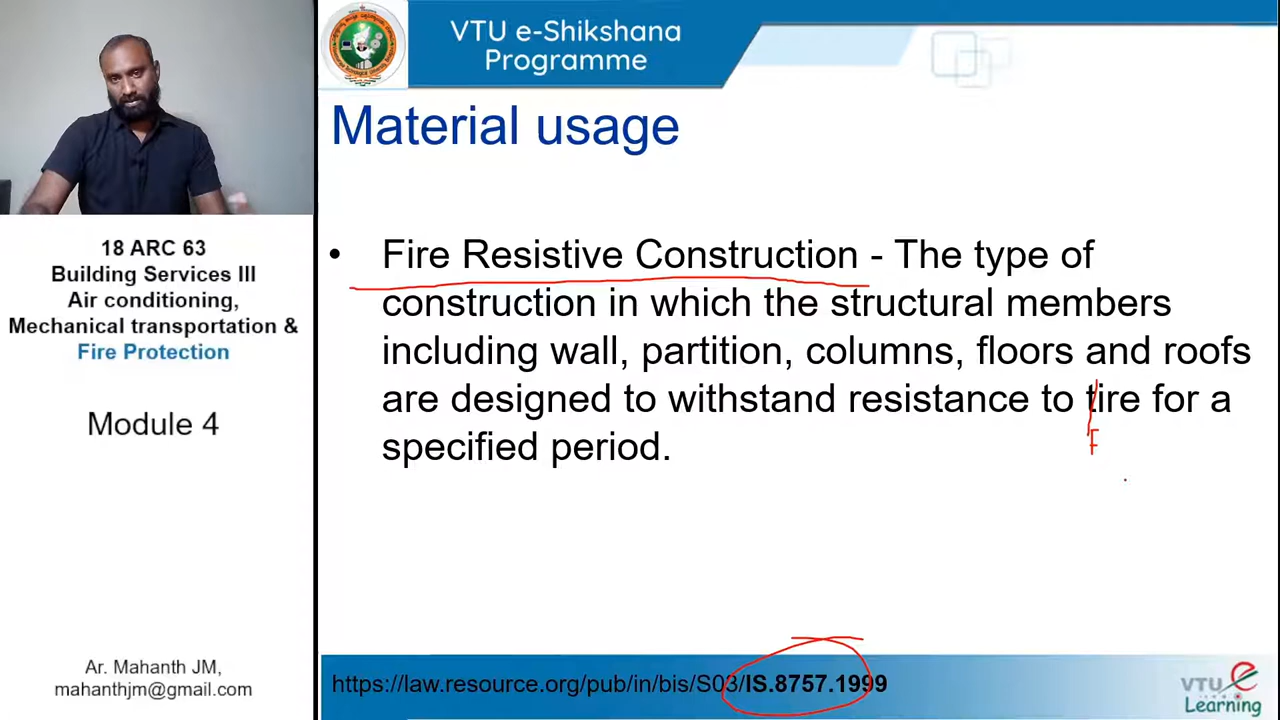 VTU e-Shikshana
Programme
Material usage
18 ARC 63
Building Services III
Air conditioning,
Mechanical transportation &
Fire Protection
Module 4
Ar. Mahanth JM,
mahanthjm@gmail.com
• Fire Resistive Construction - The type of
construction in which the structural members
including wall, partition, columns, floors and roofs
are designed to withstand resistance to tire for a
specified period.
F
https://law.resource.org/pub/in/bis/S03/IS.8757.1999
VTU e
Learning